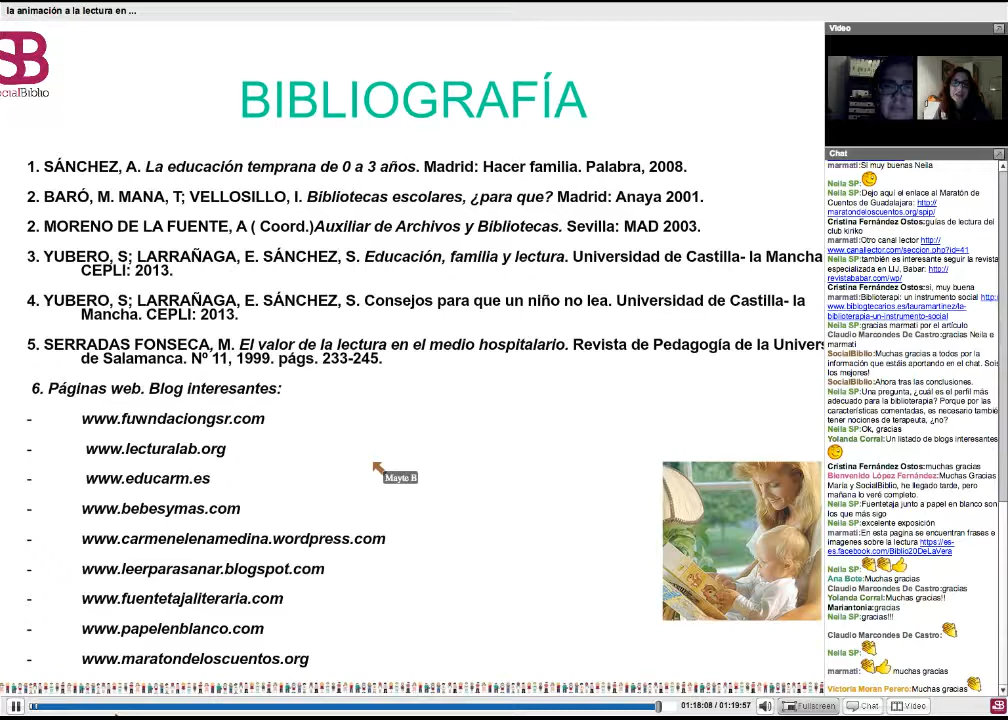 la animación a la lectura en ...
SB
ocialBiblio
BIBLIOGRAFÍA
1. SÁNCHEZ, A. La educación temprana de 0 a 3 años. Madrid: Hacer familia. Palabra, 2008.
2. BARÓ, M. MANA, T; VELLOSILLO, I. Bibliotecas escolares, ¿para que? Madrid: Anaya 2001.
2. MORENO DE LA FUENTE, A ( Coord.)Auxiliar de Archivos y Bibliotecas. Sevilla: MAD 2003.
3. YUBERO, S; LARRAÑAGA, E. SÁNCHEZ, S. Educación, familia y lectura. Universidad de Castilla- la Mancha
CEPLI: 2013.
4. YUBERO, S; LARRAÑAGA, E. SÁNCHEZ, S. Consejos para que un niño no lea. Universidad de Castilla- la
Mancha. CEPLI: 2013.
5. SERRADAS FONSECA, M. El valor de la lectura en el medio hospitalario. Revista de Pedagogía de la Univers
de Salamanca. Nº 11, 1999. págs. 233-245.
6. Páginas web. Blog interesantes:
- www.fuwndaciongsr.com
- www.lecturalab.org
- www.educarm.es
- www.bebesymas.com
- www.carmenelenamedina.wordpress.com
- www.leerparasanar.blogspot.com
- www.fuentetajaliteraria.com
- www.papelenblanco.com
- www.maratondeloscuentos.org
Mayte B
Video
Chat
marmati:Si muy buenas Neila
Neila SP:
Neila SP:Dejo aquí el enlace al Maratón de
Cuentos de Guadalajara: http://
maratondeloscuentos.org/spip/
Cristina Fernández Ostos:guías de lectura del
club kiriko
marmati:Otro canal lector http://
www.canallector.com/seccion.php?id=41
Neila SP:también es interesante seguir la revista
especializada en LIJ, Babar: http://
revistababar.com/wp/
Cristina Fernández Ostos:si, muy buena
marmati:Biblioterapi: un instrumento social http:/
www.biblogtecarios.es/lauramartinez/la-
biblioterapia-un-instrumento-social
Neila SP:gracias marmati por el artículo
Claudio Marcondes De Castro:gracias Neila e
marmati
SocialBiblio:Muchas gracias a todos por la
información que estáis aportando en el chat. Sois
los mejores!
SocialBiblio:Ahora tras las conclusiones.
Neila SP:Una pregunta, ¿cuál es el perfil más
adecuado para la biblioterapia? Porque por las
características comentadas, es necesario también
tener nociones de terapeuta, ¿no?
Neila SP:Ok, gracias
Yolanda Corral:Un listado de blogs interesantes
Cristina Fernández Ostos:muchas gracias
Bienvenido López Fernández:Muchas Gracias
Maria y SocialBiblio, he llegado tarde, pero
mañana lo veré completo.
Neila SP:Fuentetaja junto a papel en blanco son
los que más sigo
Neila SP:excelente exposición
marmati:En esta pagina se encuentran frases e
imagenes sobre la lectura https://es-
es.facebook.com/Biblio20DeLaVera
Neila SP:
Ana Bote:Muchas gracias
Claudio Marcondes De Castro:gracias
Yolanda Corral:Muchas gracias!!
Mariantonia:gracias
Neila SP:gracias!!!
Claudio Marcondes De Castro:
Neila SP:
marmati: muchas gracias
Victoria Moran Perero:Muchas gracias
01:18:08 / 01:19:57
Fullscreen
Chat
Video
SB